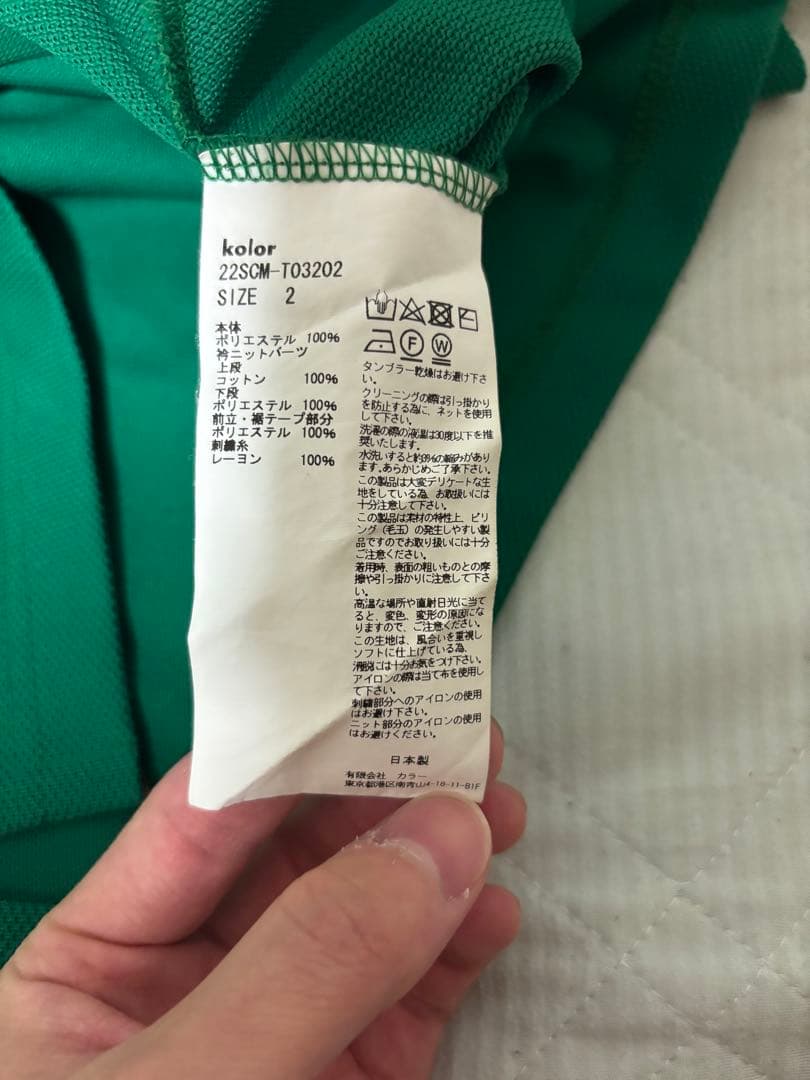 kolor
22SCM-T03202
SIZE 2
本体
ポリエステル 100%
衿ニットパーツ
上段
コットン 100%
下段
ポリエステル 100%
前立・裾テープ部分
ポリエステル 100%
刺繍糸
レーヨン 100%
F W
タンブラー乾燥はお避け下さ
い。
クリーニングの際は引っ掛かり
を防止する為に、ネットを使用
して下さい。
洗濯の際の液温は30度以下を推
奨いたします。
水洗いすると約3%の縮みがあり
ます。あらかじめご了承下さい。
この製品は大変デリケートな生
地をしている為、お取扱いには
十分注意して下さい。
この製品は素材の特性上、ピリ
ング(毛玉)の発生しやすい製
品ですのでお取り扱いには十分
ご注意ください。
着用時、表面の粗いものとの摩
擦や引っ掛かりに注意して下さ
い。
高温な場所や直射日光に当て
ると、変色、変形の原因にな
りますので、ご注意ください。
この生地は、風合いを重視し
ソフトに仕上げている為、
滑脱には十分お気をつけ下さい。
アイロンの際は当て布を使用し
て下さい。
刺繍部分へのアイロンの使用
はお避け下さい。
ニット部分のアイロンの使用
はお避けください。
日本製
有限会社 カラー
東京都港区南青山4-18-11-B1F